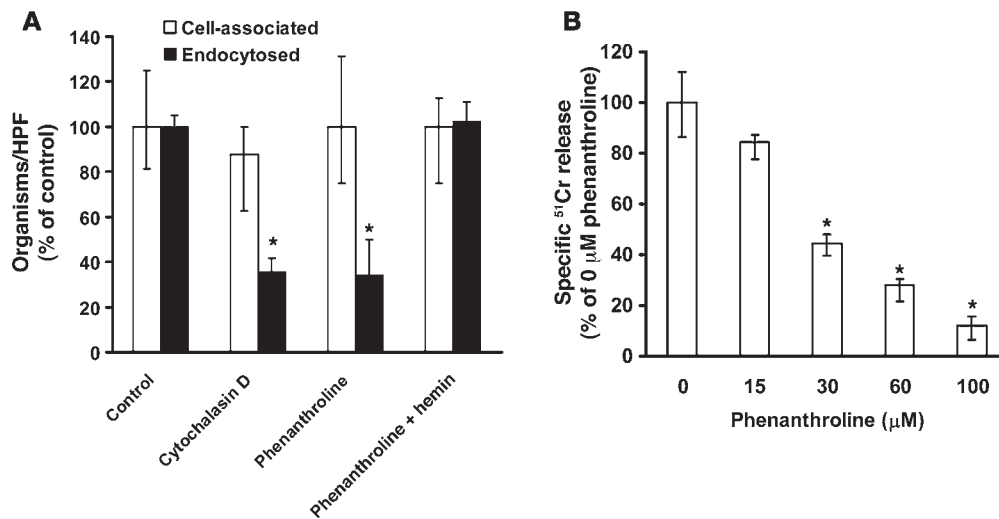 A
Cell-associated
Endocytosed
Organisms/HPF
(% of control)
140
120
100
80
60
40
20
0
*
*
Control
Cytochalasin D
Phenanthroline
Phenanthroline + hemin
B
Specific ⁵¹Cr release
(% of 0 μM phenanthroline)
120
100
80
60
40
20
0
*
*
*
0 15 30 60 100
Phenanthroline (μM)